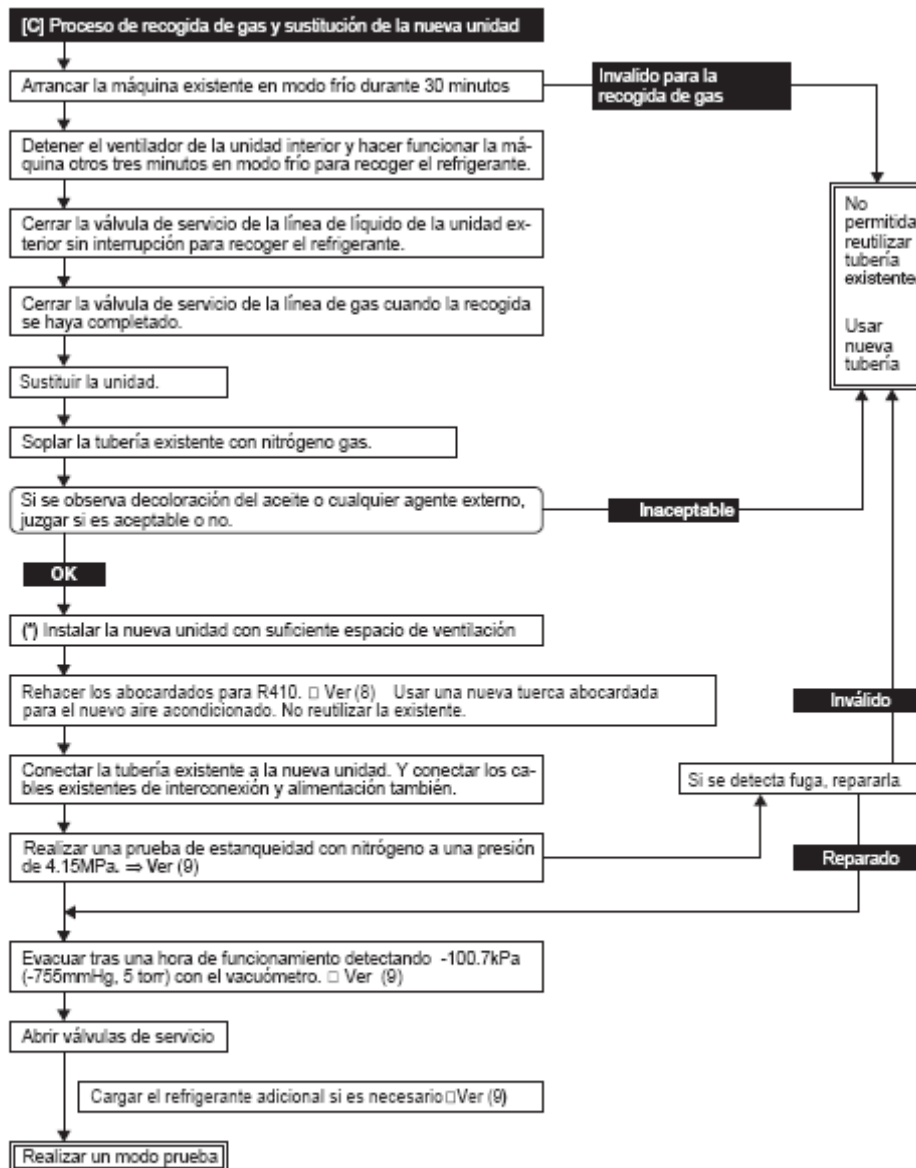 [C] Proceso de recogida de gas y sustitución de la nueva unidad
Arrancar la máquina existente en modo frío durante 30 minutos
Invalido para la
recogida de gas
Detener el ventilador de la unidad interior y hacer funcionar la má-
quina otros tres minutos en modo frío para recoger el refrigerante.
No
permitida
reutilizar
tubería
existente
Usar
nueva
tubería
Cerrar la válvula de servicio de la línea de líquido de la unidad ex-
terior sin interrupción para recoger el refrigerante.
Cerrar la válvula de servicio de la línea de gas cuando la recogida
se haya completado.
Sustituir la unidad.
Soplar la tubería existente con nitrógeno gas.
Si se observa decoloración del aceite o cualquier agente externo,
juzgar si es aceptable o no.
Inaceptable
OK
(*) Instalar la nueva unidad con suficiente espacio de ventilación
Rehacer los abocardados para R410. □ Ver (8) Usar una nueva tuerca abocardada
para el nuevo aire acondicionado. No reutilizar la existente.
Inválido
Conectar la tubería existente a la nueva unidad. Y conectar los ca-
bles existentes de interconexión y alimentación también.
Si se detecta fuga, repararla
Realizar una prueba de estanqueidad con nitrógeno a una presión
de 4.15MPa. ⇒ Ver (9)
Reparado
Evacuar tras una hora de funcionamiento detectando -100.7kPa
(-755mmHg, 5 torr) con el vacuómetro. □ Ver (9)
Abrir válvulas de servicio
Cargar el refrigerante adicional si es necesario □Ver (9)
Realizar un modo prueba